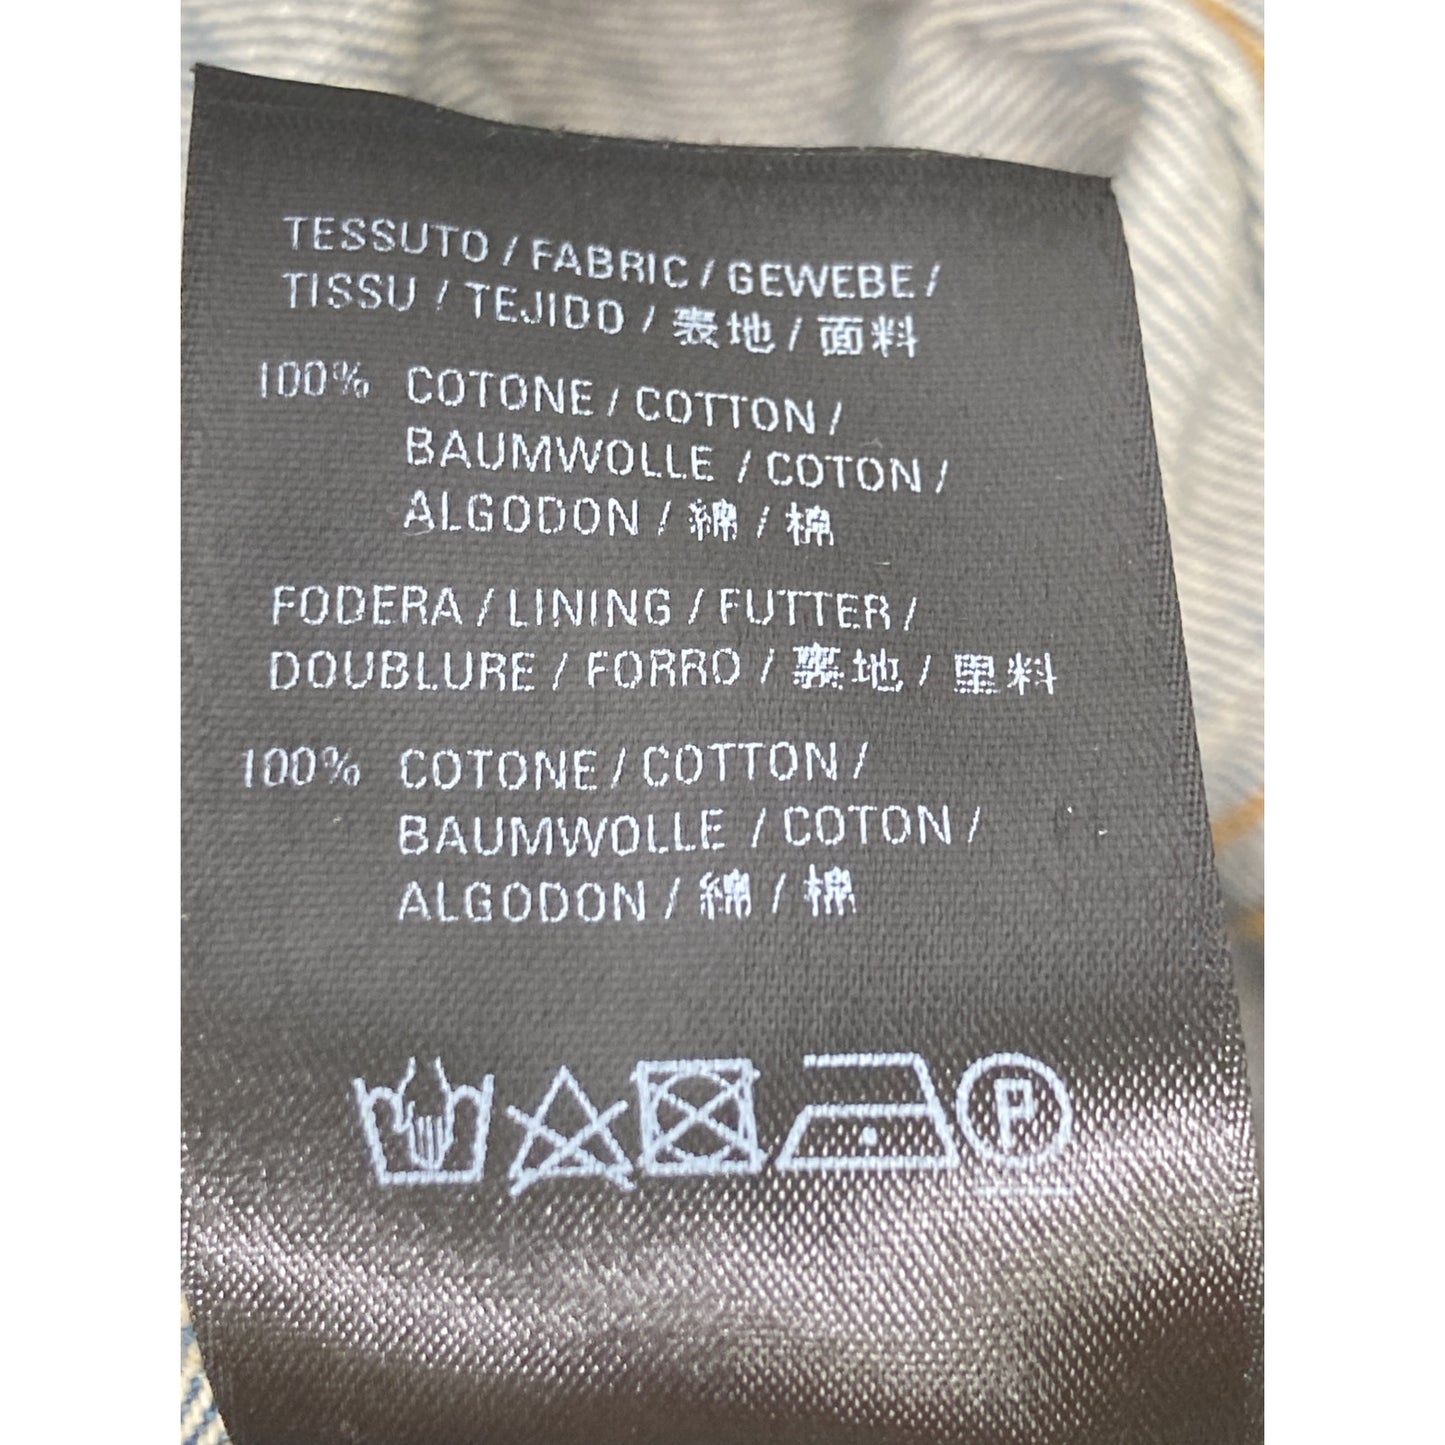 TESSUTO / FABRIC / GEWEBE /
TISSU / TEJIDO / 表地 / 面料
100% COTONE / COTTON /
BAUMWOLLE / COTON /
ALGODON / 綿 / 棉
FODERA / LINING / FUTTER /
DOUBLURE / FORRO / 裏地 / 里料
100% COTONE / COTTON /
BAUMWOLLE / COTON /
ALGODON / 綿 / 棉
P